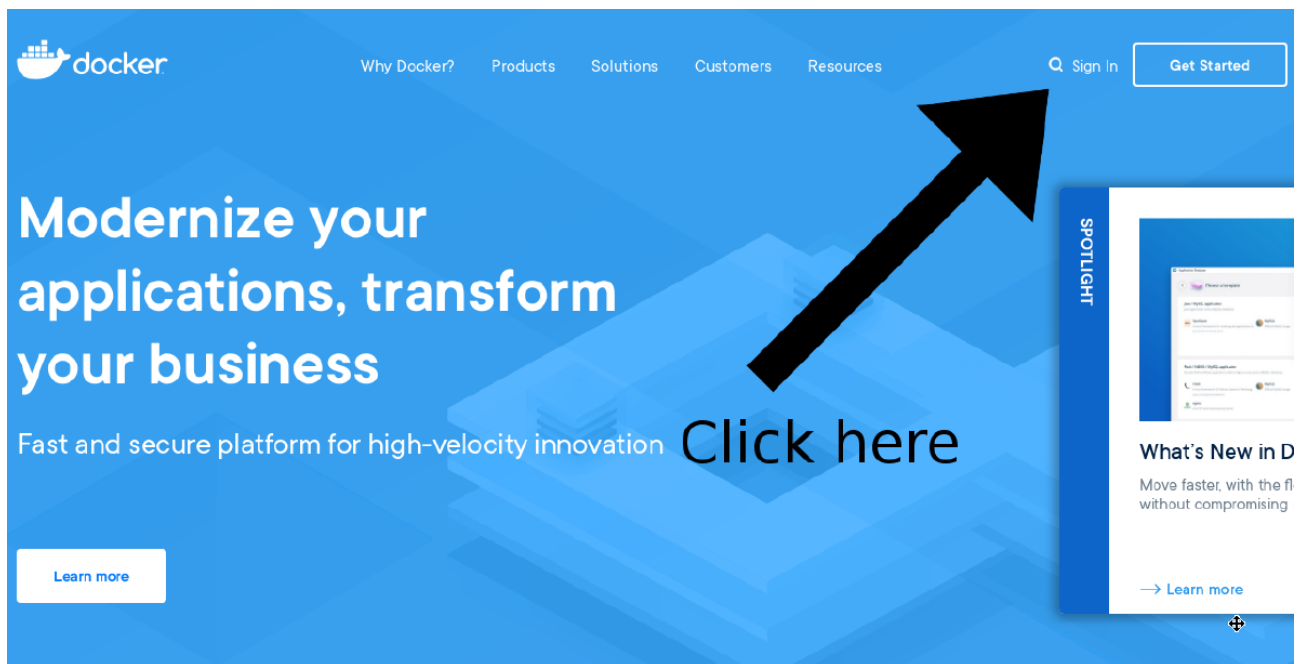 docker
Why Docker? Products Solutions Customers Resources
Sign In
Get Started
Modernize your
applications, transform
your business
Fast and secure platform for high-velocity innovation
Click here
Learn more
SPOTLIGHT
Choose a template
What's New in D
Move faster, with the fl
without compromising
→ Learn more